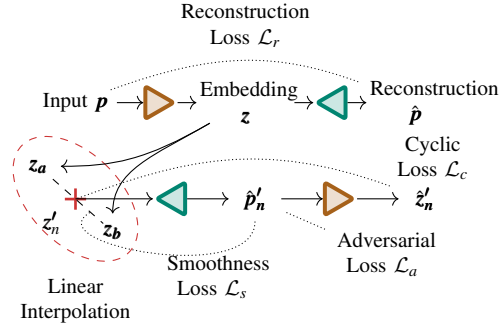 Reconstruction
Loss ℒ_r
Input p
Embedding
z
Reconstruction
p̂
Cyclic
Loss ℒ_c
z_a
z'_n
z_b
p̂'_n
ẑ'_n
Smoothness
Loss ℒ_s
Adversarial
Loss ℒ_a
Linear
Interpolation